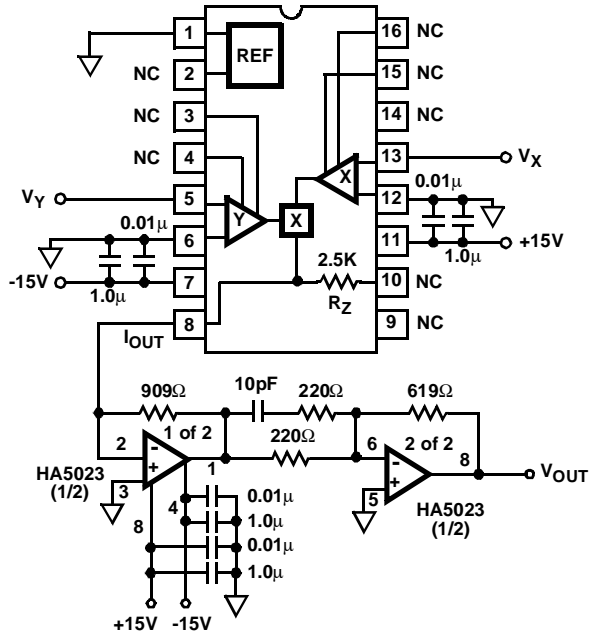 1 16 NC
REF
NC 2 15 NC
3 14 NC
NC
NC 4 13 V_X
X
V_Y 5 12 0.01μ
0.01μ Y X
6 11 +15V
1.0μ
2.5K
-15V 7 10 NC
1.0μ R_Z
8 9 NC
I_OUT
909Ω 10pF 220Ω 619Ω
1 of 2 220Ω 2 of 2
2 - 6 - 8 V_OUT
HA5023 + 1 +
(1/2) 3 5 HA5023
(1/2)
4 0.01μ
8 1.0μ
0.01μ
1.0μ
+15V -15V